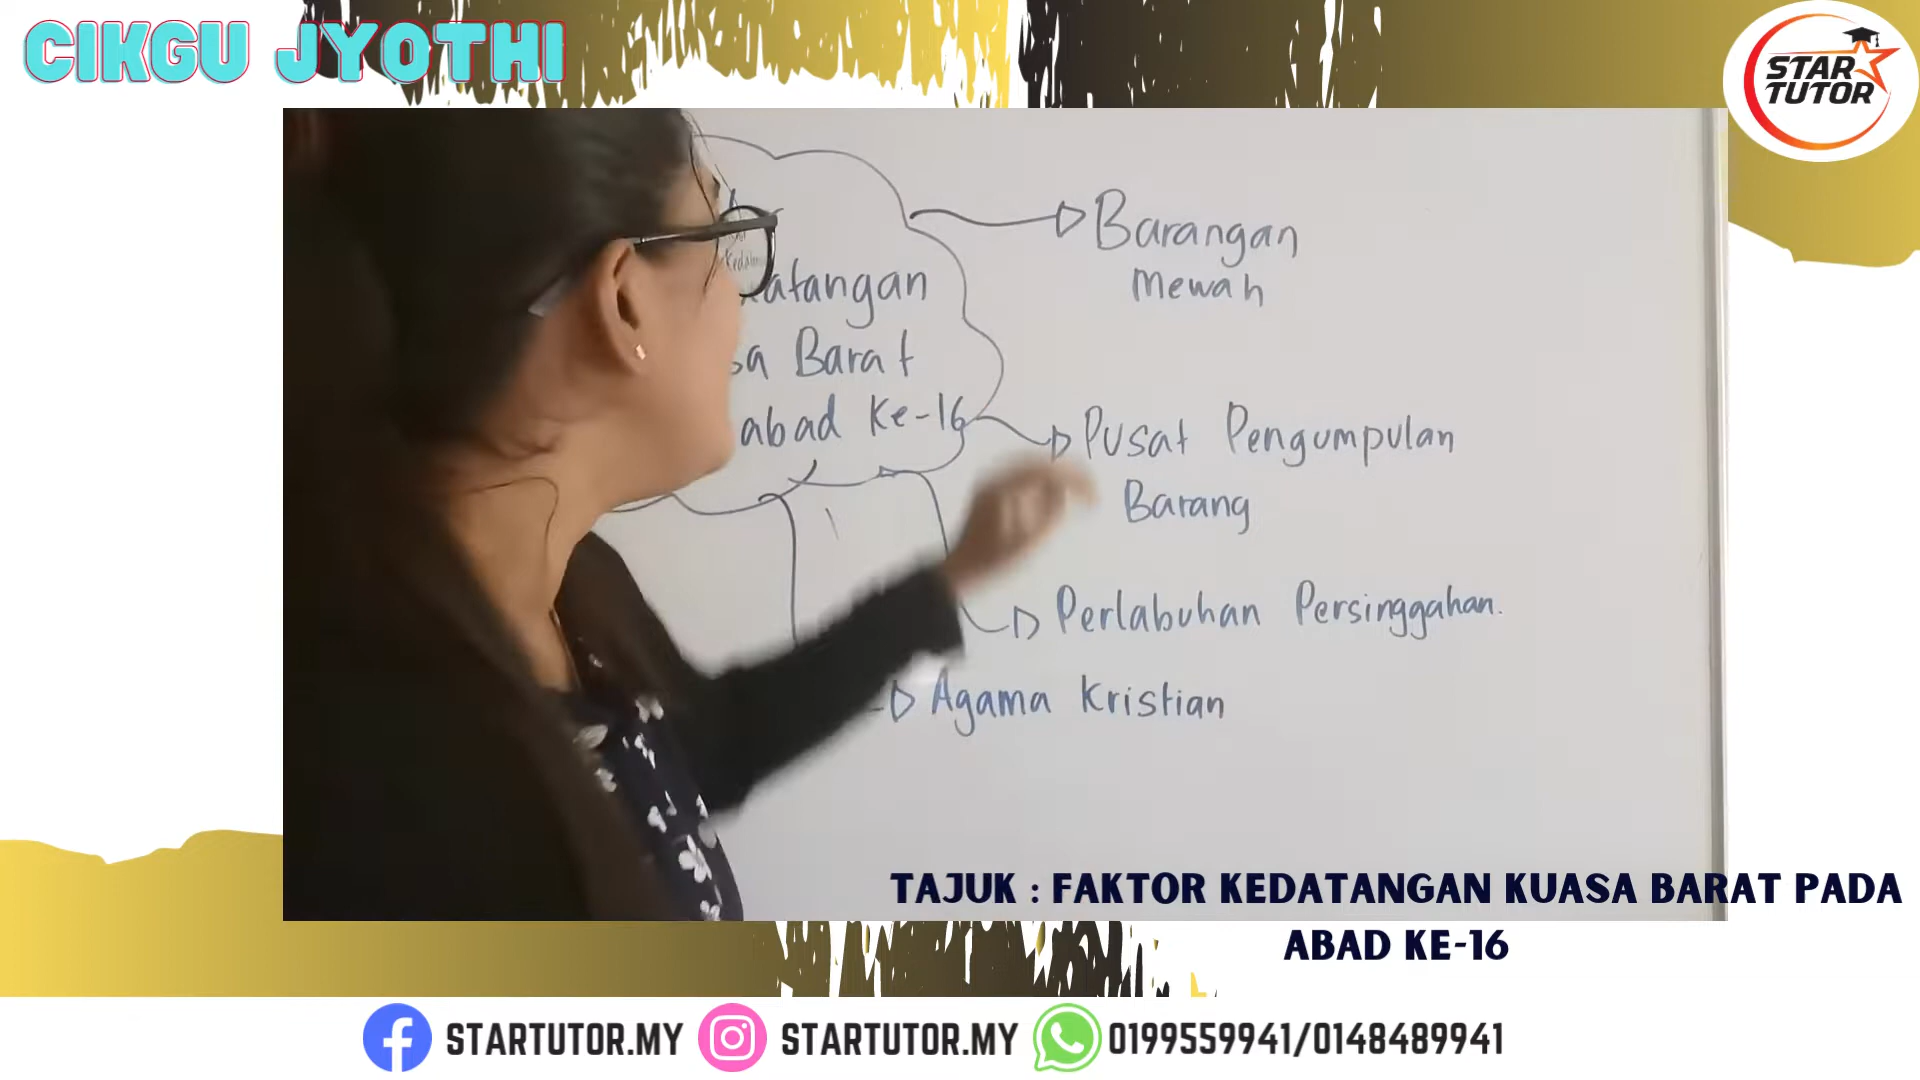 CIKGU JYOTHI
STAR
TUTOR
atangan
Barat
abad Ke-16
Barangan
Mewah
Pusat Pengumpulan
Barang
Perlabuhan Persinggahan.
Agama Kristian
TAJUK : FAKTOR KEDATANGAN KUASA BARAT PADA
ABAD KE-16
STARTUTOR.MY STARTUTOR.MY 0199559941/0148489941